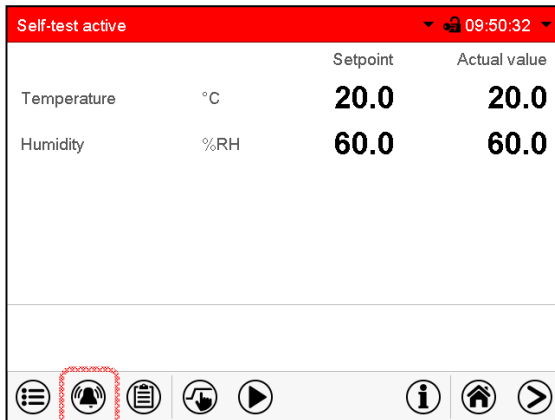 Self-test active 09:50:32
Setpoint Actual value
Temperature °C 20.0 20.0
Humidity %RH 60.0 60.0